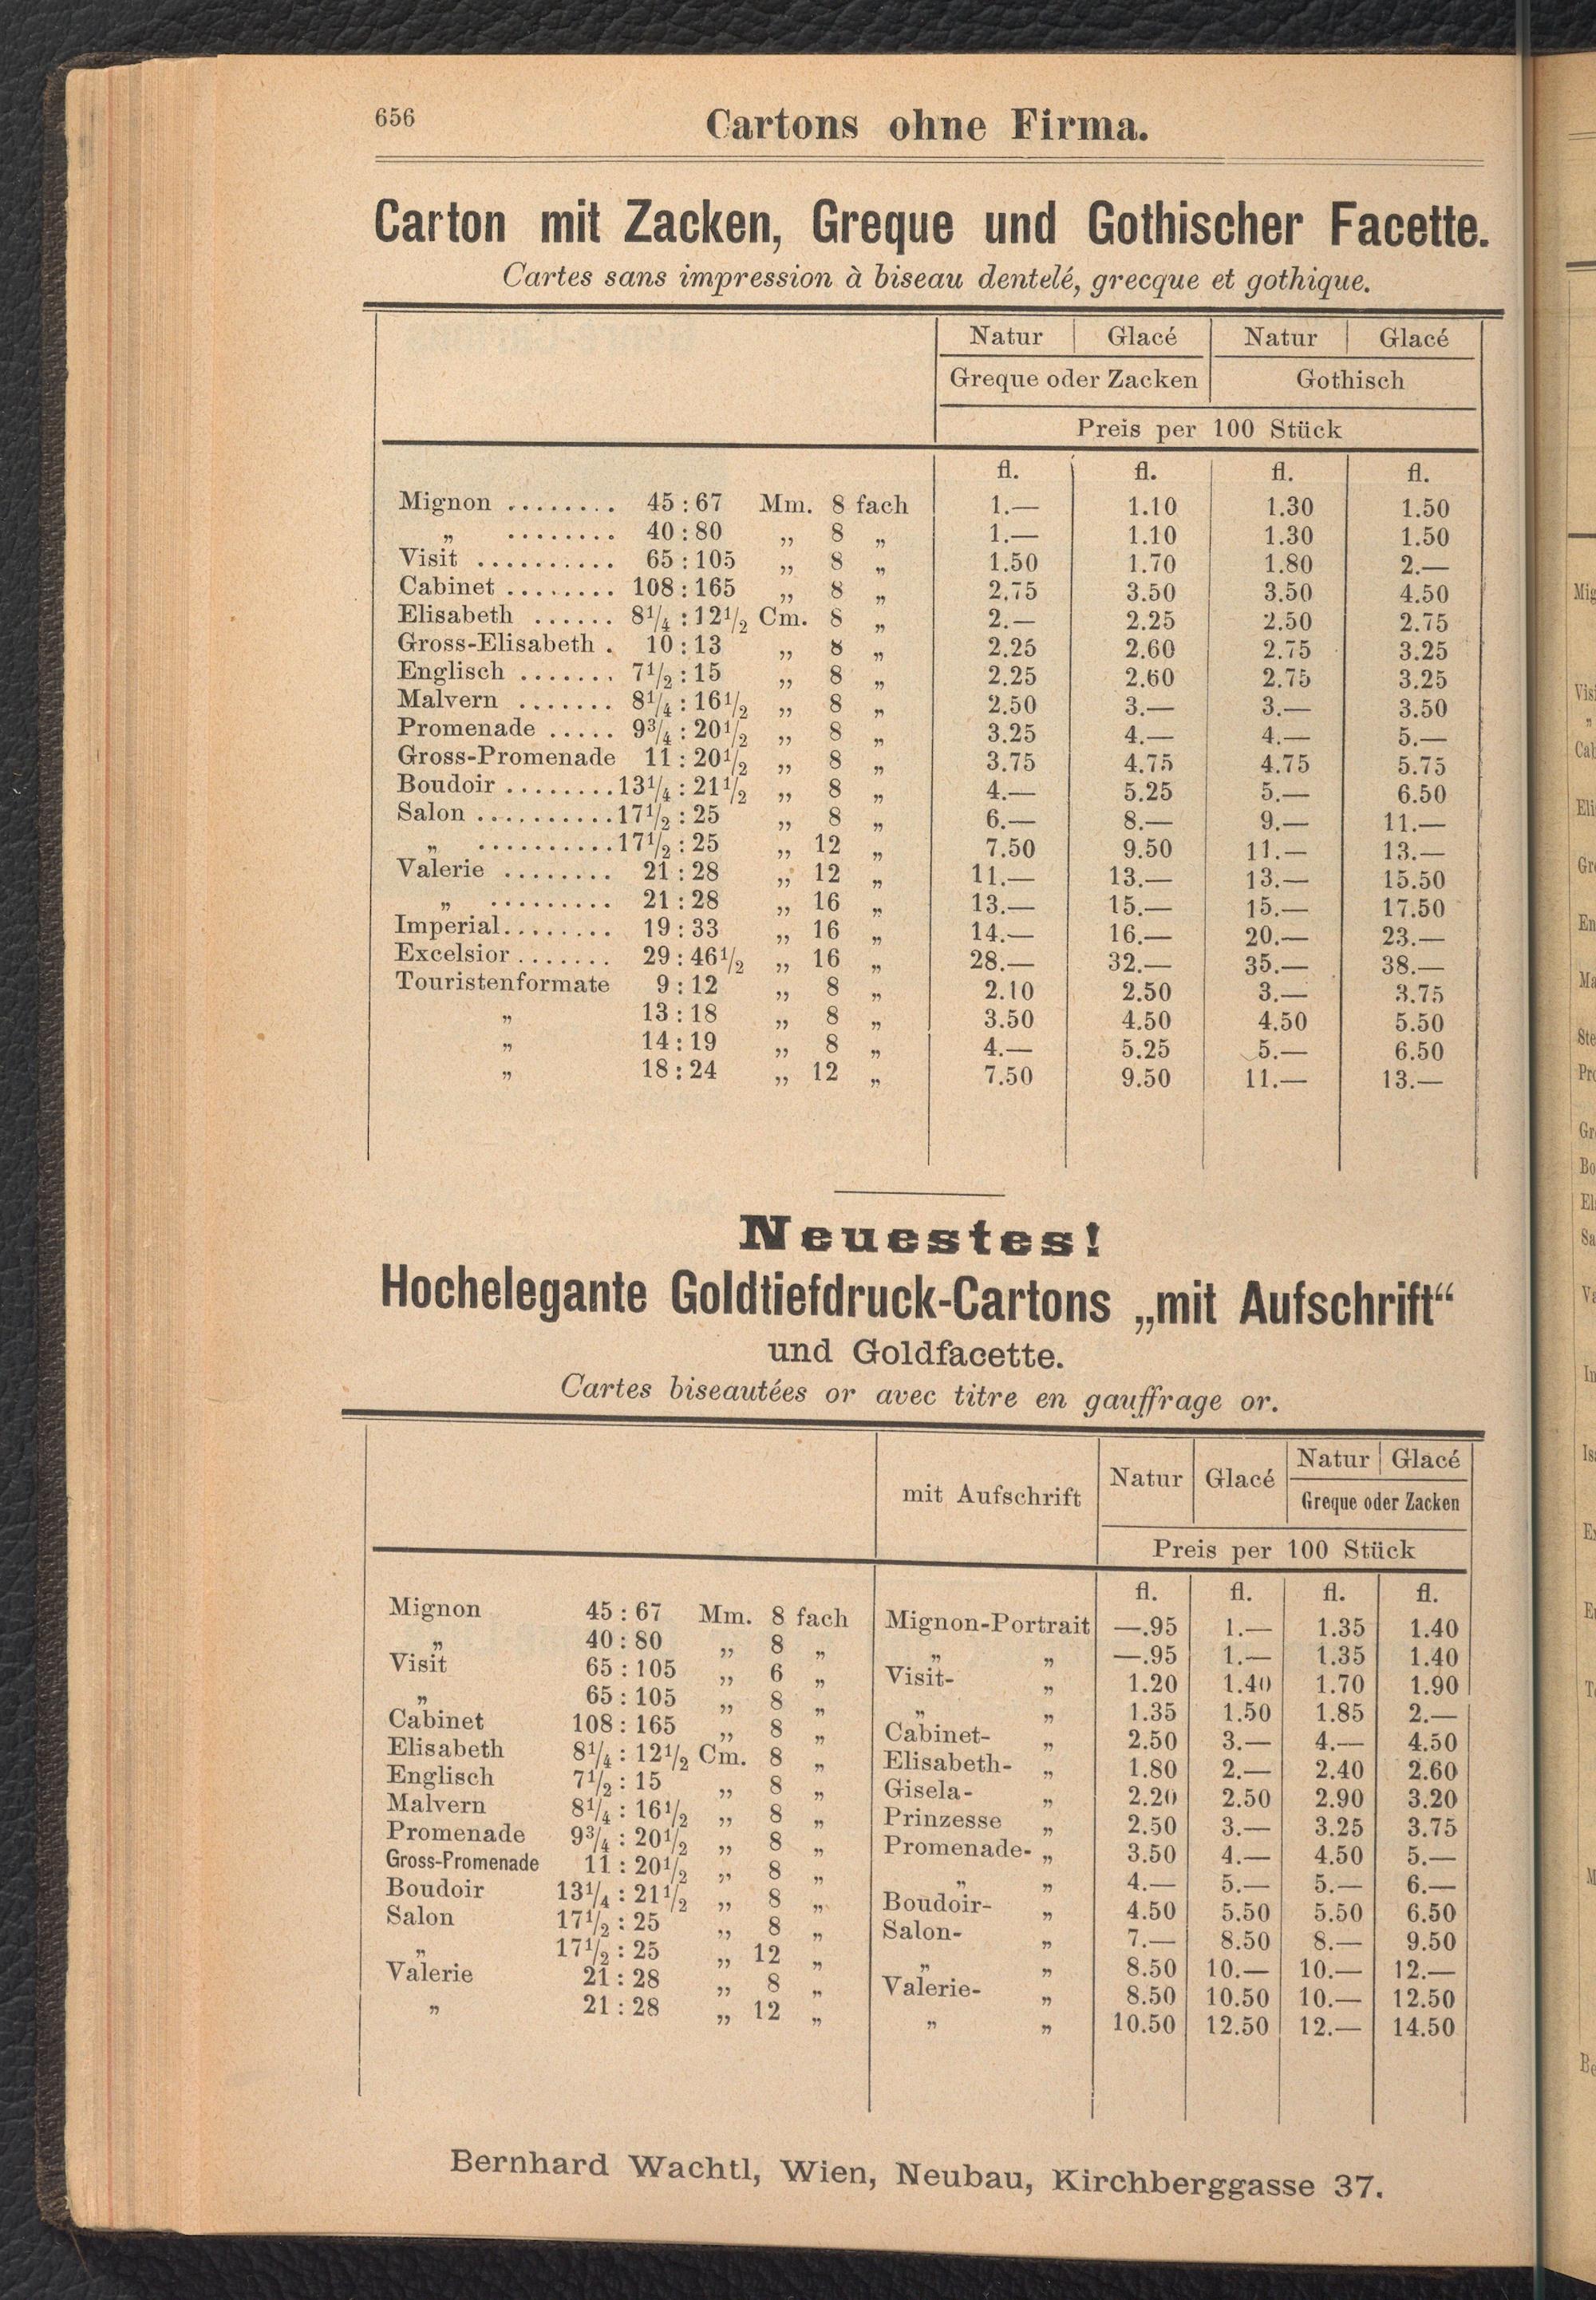 656
Cartons ohne Firma.
Carton mit Zacken, Greque und Gothischer Facette.
Cartes sans impression à biseau dentelé, grecque et gothique.
Natur Glacé Natur Glacé
Greque oder Zacken Gothisch
Preis per 100 Stück
fl. fl. fl. fl.
Mignon ........ 45 : 67 Mm. 8 fach 1.— 1.10 1.30 1.50
„ ........ 40 : 80 „ 8 „ 1.— 1.10 1.30 1.50
Visit .......... 65 : 105 „ 8 „ 1.50 1.70 1.80 2.—
Cabinet ........ 108 : 165 „ 8 „ 2.75 3.50 3.50 4.50
Elisabeth ...... 8¹/₄ : 12¹/₂ Cm. 8 „ 2.— 2.25 2.50 2.75
Gross-Elisabeth . 10 : 13 „ 8 „ 2.25 2.60 2.75 3.25
Englisch ....... 7¹/₂ : 15 „ 8 „ 2.25 2.60 2.75 3.25
Malvern ....... 8¹/₄ : 16¹/₂ „ 8 „ 2.50 3.— 3.— 3.50
Promenade ..... 9³/₄ : 20¹/₂ „ 8 „ 3.25 4.— 4.— 5.—
Gross-Promenade 11 : 20¹/₂ „ 8 „ 3.75 4.75 4.75 5.75
Boudoir ........ 13¹/₄ : 21¹/₂ „ 8 „ 4.— 5.25 5.— 6.50
Salon .......... 17¹/₂ : 25 „ 8 „ 6.— 8.— 9.— 11.—
„ .......... 17¹/₂ : 25 „ 12 „ 7.50 9.50 11.— 13.—
Valerie ........ 21 : 28 „ 12 „ 11.— 13.— 13.— 15.50
„ ......... 21 : 28 „ 16 „ 13.— 15.— 15.— 17.50
Imperial........ 19 : 33 „ 16 „ 14.— 16.— 20.— 23.—
Excelsior ....... 29 : 46¹/₂ „ 16 „ 28.— 32.— 35.— 38.—
Touristenformate 9 : 12 „ 8 „ 2.10 2.50 3.— 3.75
„ 13 : 18 „ 8 „ 3.50 4.50 4.50 5.50
„ 14 : 19 „ 8 „ 4.— 5.25 5.— 6.50
„ 18 : 24 „ 12 „ 7.50 9.50 11.— 13.—
Neuestes!
Hochelegante Goldtiefdruck-Cartons „mit Aufschrift“
und Goldfacette.
Cartes biseautées or avec titre en gauffrage or.
mit Aufschrift Natur Glacé Natur Glacé
Greque oder Zacken
Preis per 100 Stück
fl. fl. fl. fl.
Mignon 45 : 67 Mm. 8 fach Mignon-Portrait —.95 1.— 1.35 1.40
„ 40 : 80 „ 8 „ „ „ —.95 1.— 1.35 1.40
Visit 65 : 105 „ 6 „ Visit- „ 1.20 1.40 1.70 1.90
„ 65 : 105 „ 8 „ „ „ 1.35 1.50 1.85 2.—
Cabinet 108 : 165 „ 8 „ Cabinet- „ 2.50 3.— 4.— 4.50
Elisabeth 8¹/₄ : 12¹/₂ Cm. 8 „ Elisabeth- „ 1.80 2.— 2.40 2.60
Englisch 7¹/₂ : 15 „ 8 „ Gisela- „ 2.20 2.50 2.90 3.20
Malvern 8¹/₄ : 16¹/₂ „ 8 „ Prinzesse „ 2.50 3.— 3.25 3.75
Promenade 9³/₄ : 20¹/₂ „ 8 „ Promenade- „ 3.50 4.— 4.50 5.—
Gross-Promenade 11 : 20¹/₂ „ 8 „ „ „ 4.— 5.— 5.— 6.—
Boudoir 13¹/₄ : 21¹/₂ „ 8 „ Boudoir- „ 4.50 5.50 5.50 6.50
Salon 17¹/₂ : 25 „ 8 „ Salon- „ 7.— 8.50 8.— 9.50
„ 17¹/₂ : 25 „ 12 „ „ „ 8.50 10.— 10.— 12.—
Valerie 21 : 28 „ 8 „ Valerie- „ 8.50 10.50 10.— 12.50
„ 21 : 28 „ 12 „ „ „ 10.50 12.50 12.— 14.50
Bernhard Wachtl, Wien, Neubau, Kirchberggasse 37.